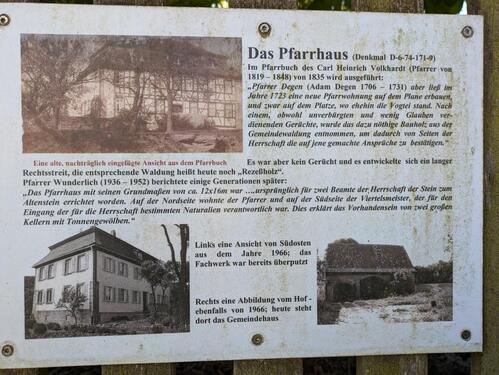 Das Pfarrhaus (Denkmal D-6-74-171-9)
Im Pfarrbuch des Carl Heinrich Volkhardt (Pfarrer von
1819 – 1848) von 1835 wird ausgeführt:
„Pfarrer Degen (Adam Degen 1706 – 1731) aber ließ im
Jahre 1723 eine neue Pfarrwohnung auf dem Plane erbauen,
und zwar auf dem Platze, wo ehehin die Vogtei stand. Nach
einem, obwohl unverbürgten und wenig Glauben ver-
dienenden Gerüchte, wurde das dazu nöthige Bauholz aus der
Gemeindewaldung entnommen, um dadurch von Seiten der
Herrschaft die auf jene gemachte Ansprüche zu bestätigen.“
Eine alte, nachträglich eingefügte Ansicht aus dem Pfarrbuch
Es war aber kein Gerücht und es entwickelte sich ein langer
Rechtsstreit, die entsprechende Waldung heißt heute noch „Rezeßholz“.
Pfarrer Wunderlich (1936 – 1952) berichtete einige Generationen später:
„Das Pfarrhaus mit seinen Grundmaßen von ca. 12x16m war …ursprünglich für zwei Beamte der Herrschaft der Stein zum
Altenstein errichtet worden. Auf der Nordseite wohnte der Pfarrer und auf der Südseite der Viertelsmeister, der für den
Eingang der für die Herrschaft bestimmten Naturalien verantwortlich war. Dies erklärt das Vorhandensein von zwei großen
Kellern mit Tonnengewölben.“
Links eine Ansicht von Südosten
aus dem Jahre 1966; das
Fachwerk war bereits überputzt
Rechts eine Abbildung vom Hof -
ebenfalls von 1966; heute steht
dort das Gemeindehaus